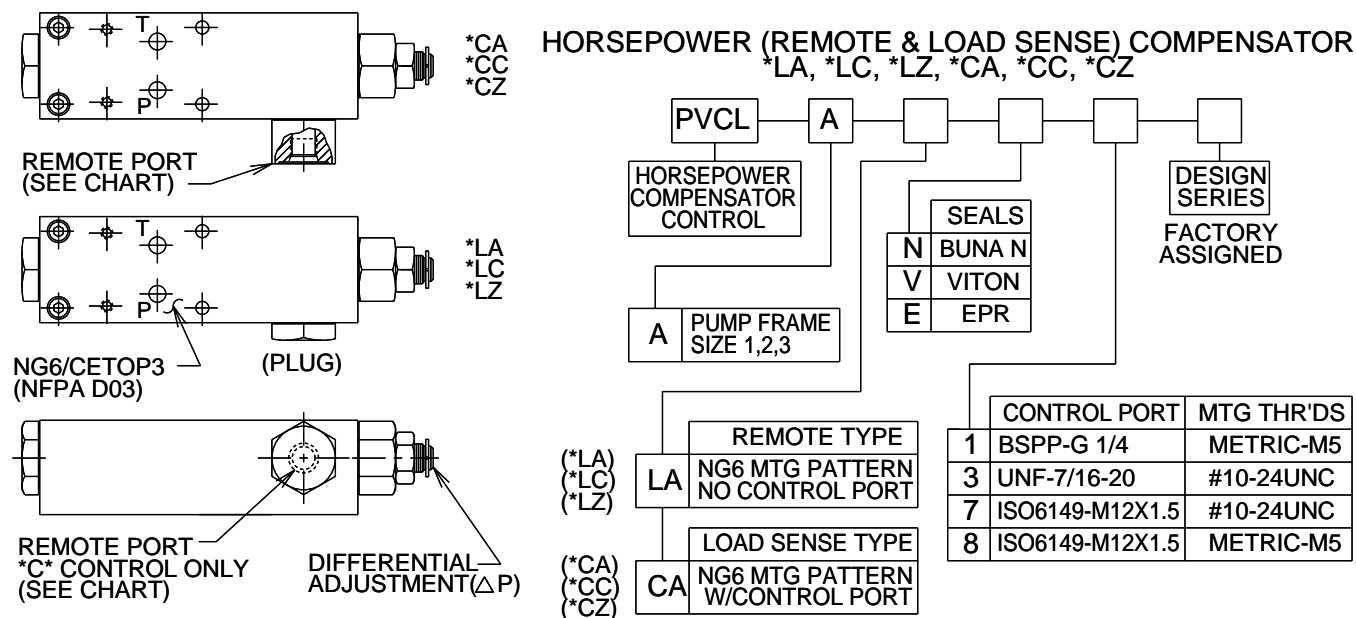 T
P
*CA
*CC
*CZ
REMOTE PORT
(SEE CHART)
T
P
*LA
*LC
*LZ
NG6/CETOP3
(NFPA D03)
(PLUG)
REMOTE PORT
*C* CONTROL ONLY
(SEE CHART)
DIFFERENTIAL
ADJUSTMENT(△P)
HORSEPOWER (REMOTE & LOAD SENSE) COMPENSATOR
*LA, *LC, *LZ, *CA, *CC, *CZ
PVCL A
HORSEPOWER
COMPENSATOR
CONTROL
DESIGN
SERIES
FACTORY
ASSIGNED
SEALS
N BUNA N
V VITON
E EPR
A PUMP FRAME
SIZE 1,2,3
REMOTE TYPE
(*LA)
(*LC)
(*LZ)
LA NG6 MTG PATTERN
NO CONTROL PORT
LOAD SENSE TYPE
(*CA)
(*CC)
(*CZ)
CA NG6 MTG PATTERN
W/CONTROL PORT
CONTROL PORT MTG THR'DS
1 BSPP-G 1/4 METRIC-M5
3 UNF-7/16-20 #10-24UNC
7 ISO6149-M12X1.5 #10-24UNC
8 ISO6149-M12X1.5 METRIC-M5